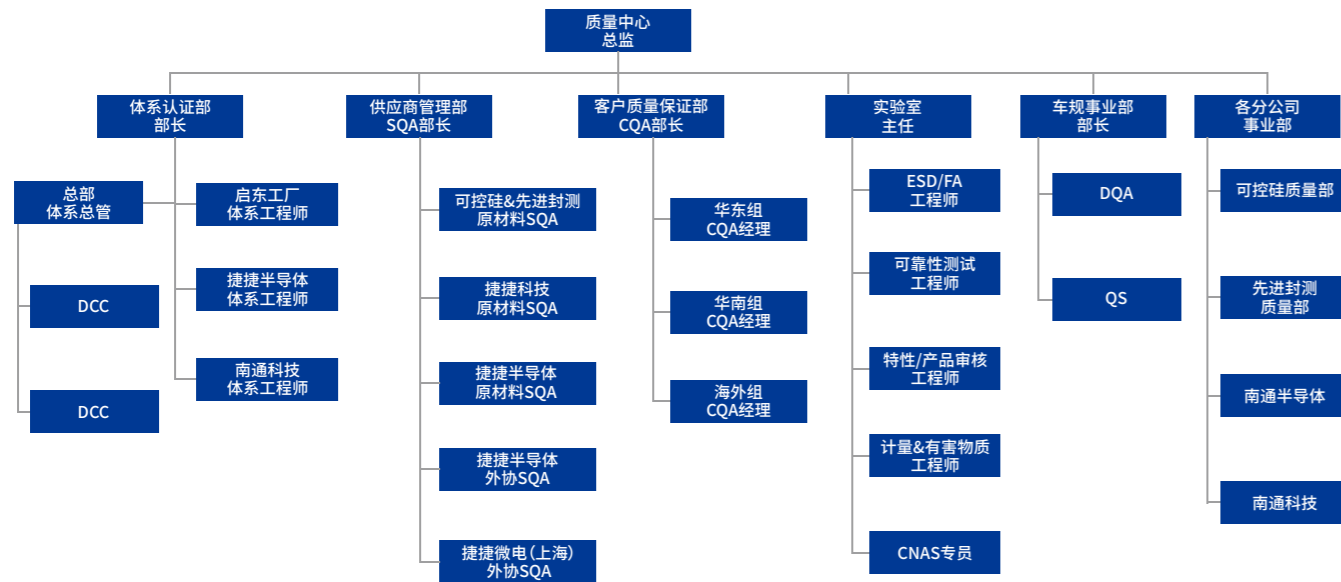 质量中心
总监
体系认证部
部长
供应商管理部
SQA部长
客户质量保证部
CQA部长
实验室
主任
车规事业部
部长
各分公司
事业部
总部
体系总管
DCC
DCC
启东工厂
体系工程师
捷捷半导体
体系工程师
南通科技
体系工程师
可控硅&先进封测
原材料SQA
捷捷科技
原材料SQA
捷捷半导体
原材料SQA
捷捷半导体
外协SQA
捷捷微电(上海)
外协SQA
华东组
CQA经理
华南组
CQA经理
海外组
CQA经理
ESD/FA
工程师
可靠性测试
工程师
特性/产品审核
工程师
计量&有害物质
工程师
CNAS专员
DQA
QS
可控硅质量部
先进封测
质量部
南通半导体
南通科技